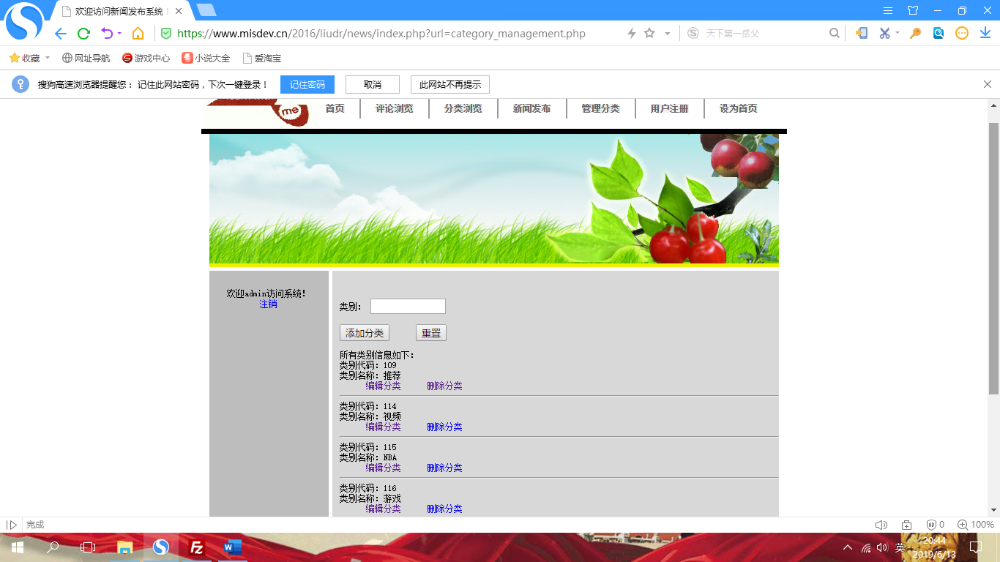 欢迎访问新闻发布系统！
https://www.misdev.cn/2016/liudr/news/index.php?url=category_management.php
天下第一岳父
收藏 网址导航 游戏中心 小说大全 爱淘宝
搜狗高速浏览器提醒您： 记住此网站密码，下次一键登录！ 记住密码 取消 此网站不再提示
me
首页 评论浏览 分类浏览 新闻发布 管理分类 用户注册 设为首页
欢迎admin访问系统!
注销
类别:
添加分类 重置
所有类别信息如下:
类别代码: 109
类别名称: 推荐
编辑分类 删除分类
类别代码: 114
类别名称: 视频
编辑分类 删除分类
类别代码: 115
类别名称: NBA
编辑分类 删除分类
类别代码: 116
类别名称: 游戏
编辑分类 删除分类
完成
0 100%
英
20:44
2019/6/13